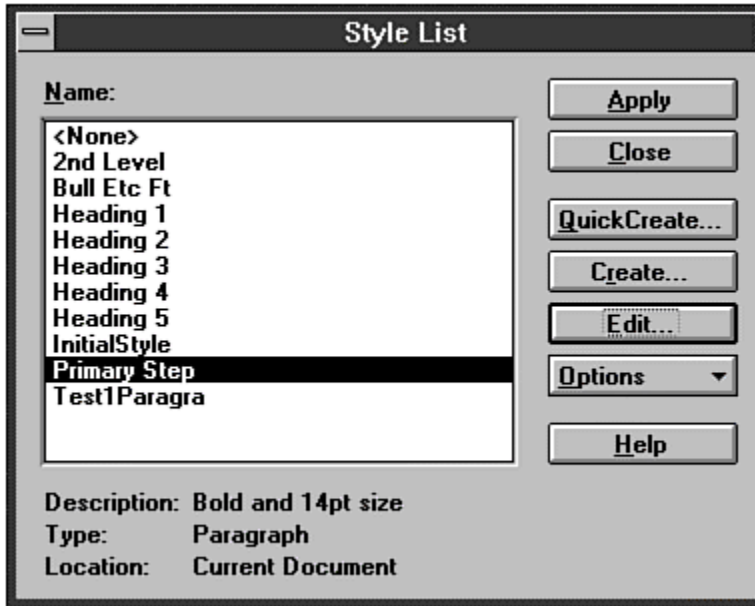 Style List
Name:
<None>
2nd Level
Bull Etc Ft
Heading 1
Heading 2
Heading 3
Heading 4
Heading 5
InitialStyle
Primary Step
Test1Paragra
Apply
Close
QuickCreate...
Create...
Edit...
Options
Help
Description: Bold and 14pt size
Type: Paragraph
Location: Current Document